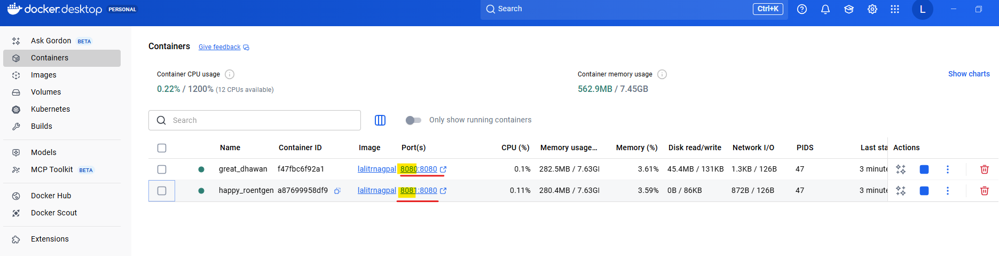 docker.desktop PERSONAL Search Ctrl+K L
Ask Gordon BETA
Containers
Images
Volumes
Kubernetes
Builds
Models
MCP Toolkit BETA
Docker Hub
Docker Scout
Extensions
Containers Give feedback
Container CPU usage
0.22% / 1200% (12 CPUs available)
Container memory usage
562.9MB / 7.45GB
Show charts
Search
Only show running containers
Name Container ID Image Port(s) CPU (%) Memory usage... Memory (%) Disk read/write Network I/O PIDS Last sta Actions
great_dhawan f47fbc6f92a1 lalitrnagpal 8080:8080 0.1% 282.5MB / 7.63GI 3.61% 45.4MB / 131KB 1.3KB / 126B 47 3 minute
happy_roentgen a87699958df9 lalitrnagpal 8081:8080 0.11% 280.4MB / 7.63GI 3.59% 0B / 86KB 872B / 126B 47 3 minute